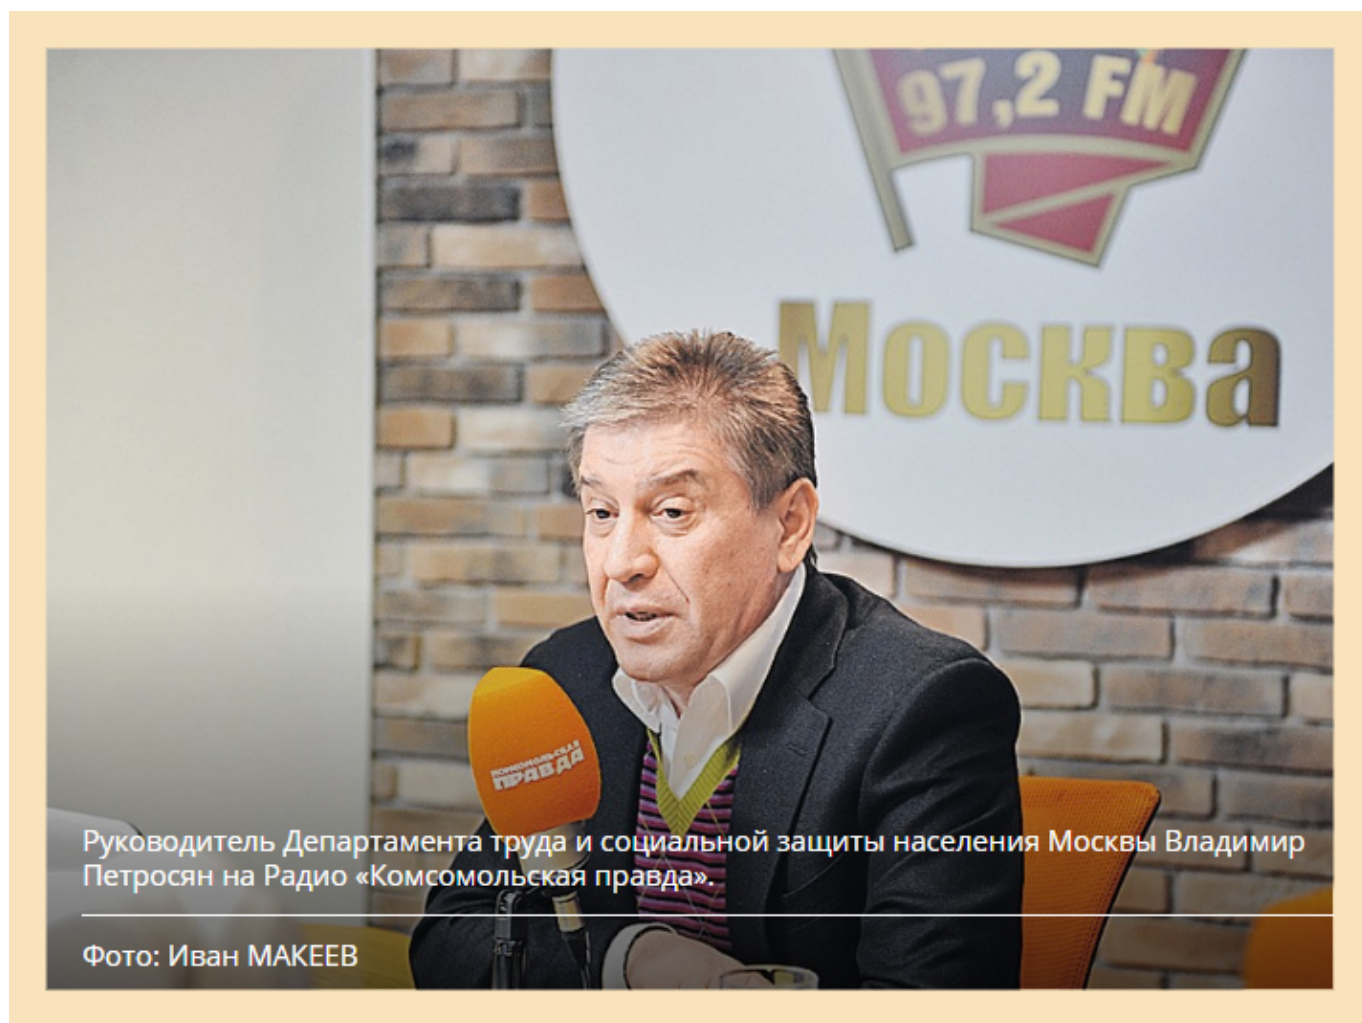 97,2 FM
Москва
КОМСОМОЛЬСКАЯ
ПРАВДА
Руководитель Департамента труда и социальной защиты населения Москвы Владимир
Петросян на Радио «Комсомольская правда».
Фото: Иван МАКЕЕВ